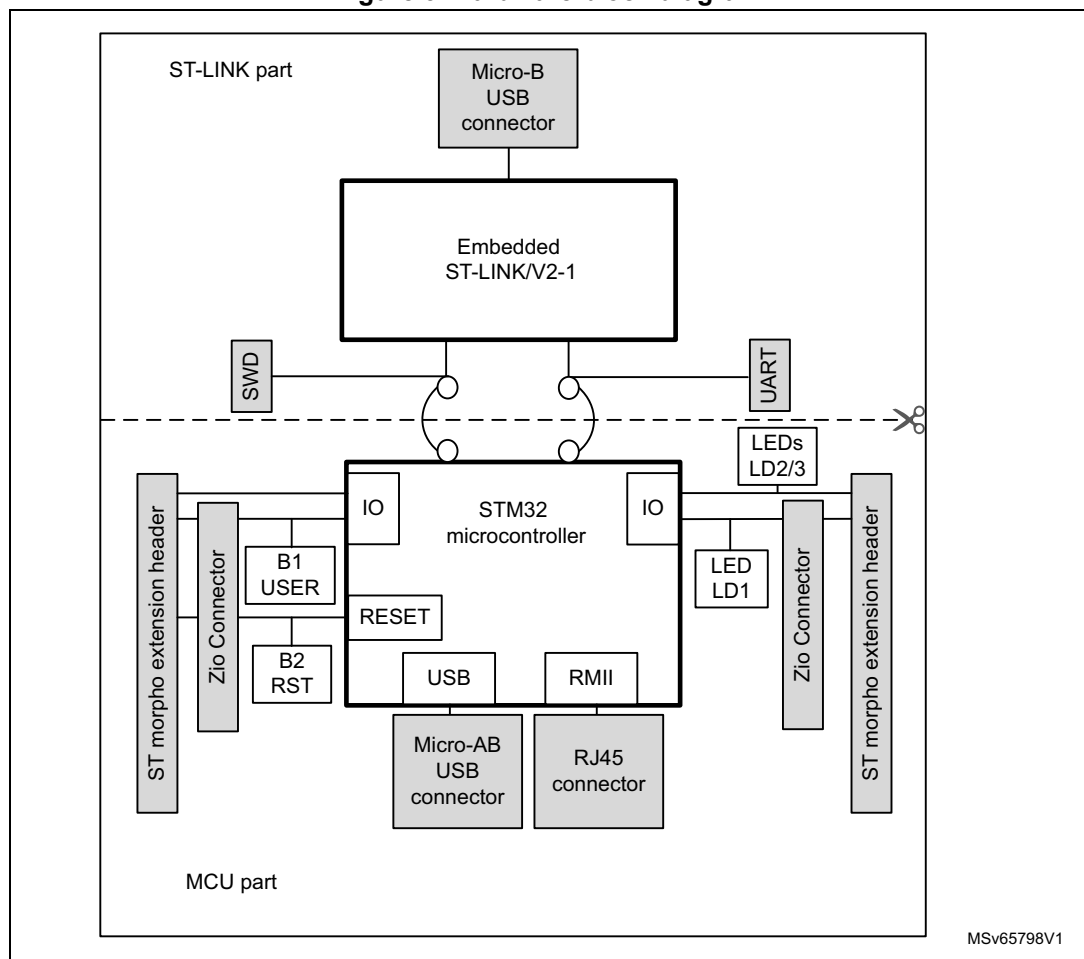 ST-LINK part
Micro-B
USB
connector
Embedded
ST-LINK/V2-1
SWD
UART
LEDs
LD2/3
IO
STM32
microcontroller
IO
ST morpho extension header
Zio Connector
B1
USER
LED
LD1
Zio Connector
ST morpho extension header
RESET
B2
RST
USB
RMII
Micro-AB
USB
connector
RJ45
connector
MCU part
MSv65798V1